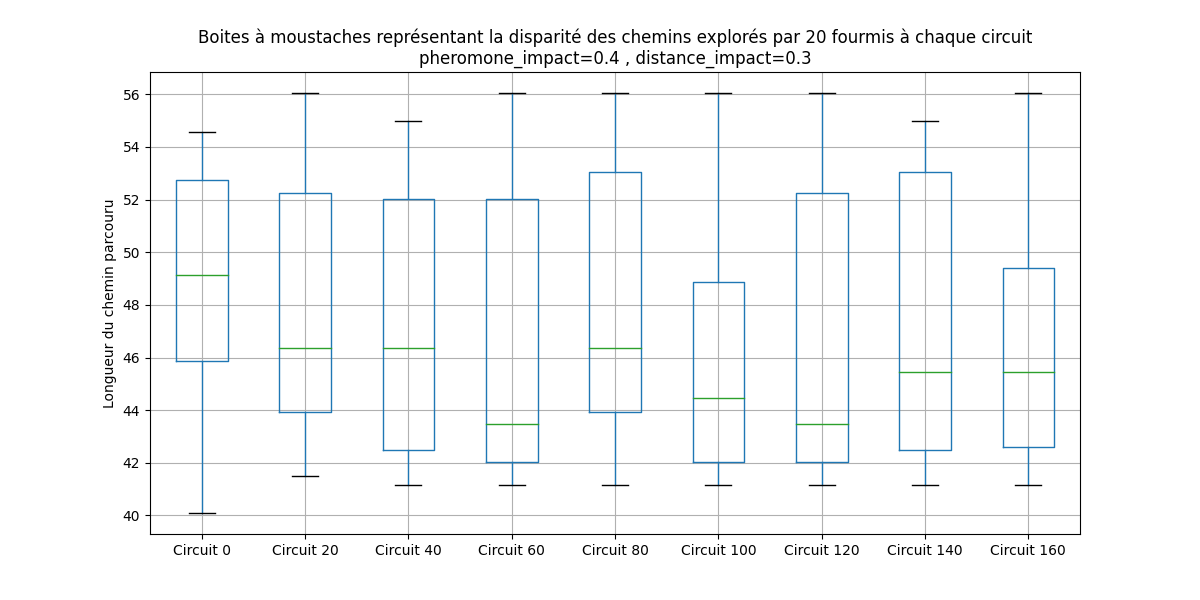 Boites à moustaches représentant la disparité des chemins explorés par 20 fourmis à chaque circuit
pheromone_impact=0.4 , distance_impact=0.3
Longueur du chemin parcouru
56
54
52
50
48
46
44
42
40
Circuit 0 Circuit 20 Circuit 40 Circuit 60 Circuit 80 Circuit 100 Circuit 120 Circuit 140 Circuit 160